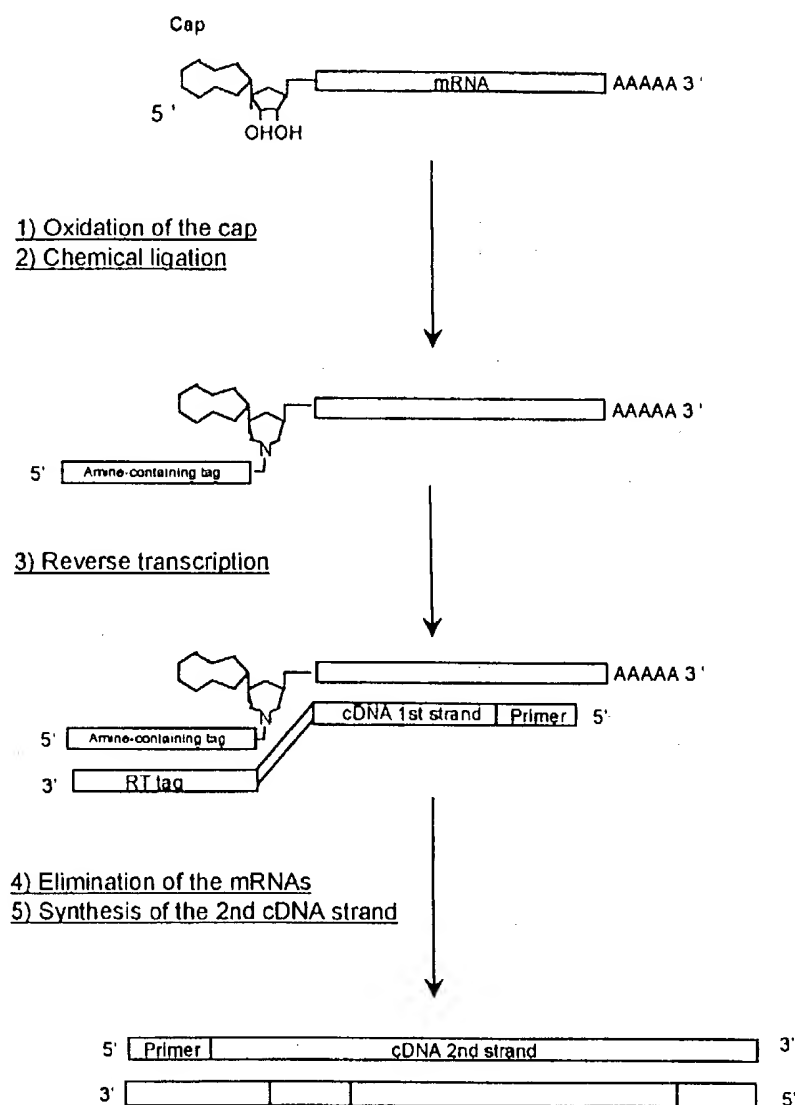 Cap
mRNA AAAAA 3 '
5 '
OHOH
1) Oxidation of the cap
2) Chemical ligation
AAAAA 3 '
N
5' Amine-containing tag
3) Reverse transcription
AAAAA 3 '
cDNA 1st strand Primer 5'
N
5' Amine-containing tag
3' RT tag
4) Elimination of the mRNAs
5) Synthesis of the 2nd cDNA strand
5' Primer cDNA 2nd strand 3'
3' 5'